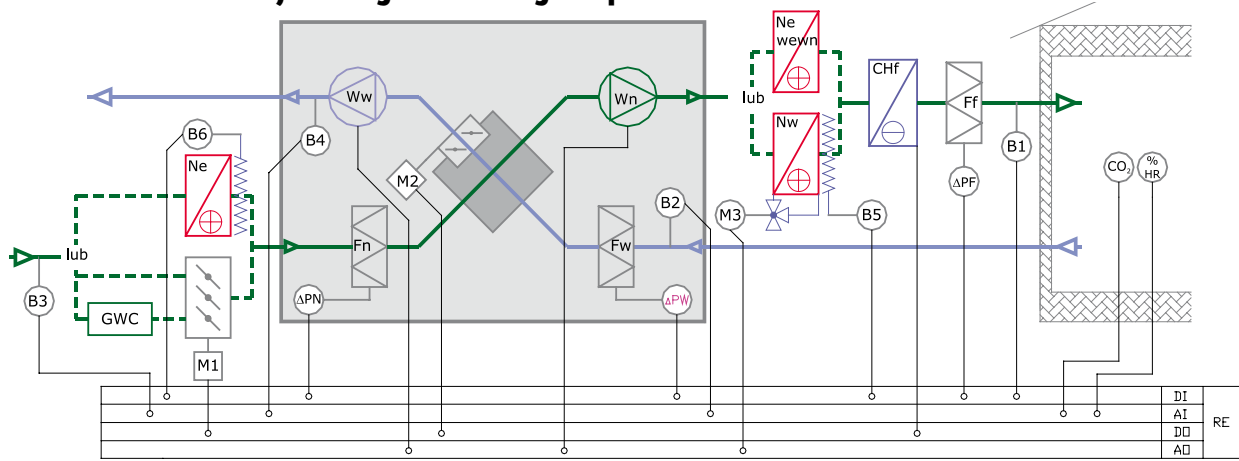 Ne
wewn
Ww
Wn
lub
CHf
Ff
B6
B4
Nw
B1
CO2
%
HR
Ne
M2
B2
ΔPF
M3
B5
lub
Fn
Fw
B3
ΔPN
ΔPW
GWC
M1
DI
AI
DO
AO
RE